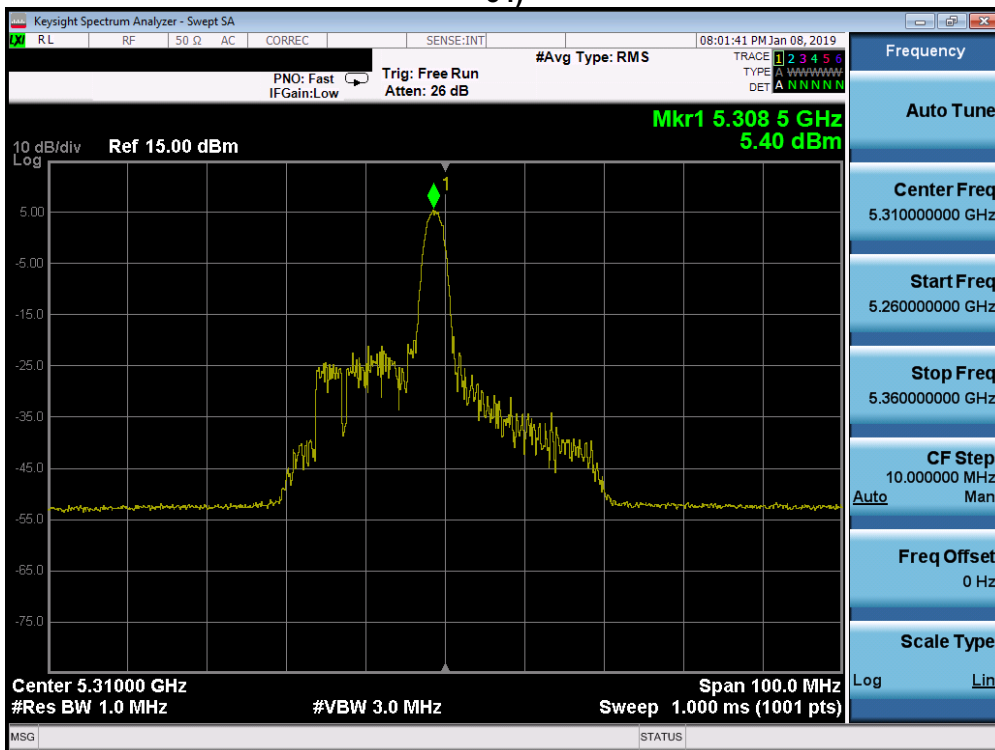 Keysight Spectrum Analyzer - Swept SA
LXI RL RF 50 Ω AC CORREC SENSE:INT 08:01:41 PM Jan 08, 2019
#Avg Type: RMS
TRACE 1 2 3 4 5 6
TYPE A WWWWW
DET A N N N N N
PNO: Fast
IFGain:Low
Trig: Free Run
Atten: 26 dB
Mkr1 5.308 5 GHz
5.40 dBm
10 dB/div
Log
Ref 15.00 dBm
1
5.00
-5.00
-15.0
-25.0
-35.0
-45.0
-55.0
-65.0
-75.0
Center 5.31000 GHz
#Res BW 1.0 MHz
#VBW 3.0 MHz
Span 100.0 MHz
Sweep 1.000 ms (1001 pts)
MSG
STATUS
Frequency
Auto Tune
Center Freq
5.310000000 GHz
Start Freq
5.260000000 GHz
Stop Freq
5.360000000 GHz
CF Step
10.000000 MHz
Auto Man
Freq Offset
0 Hz
Scale Type
Log Lin